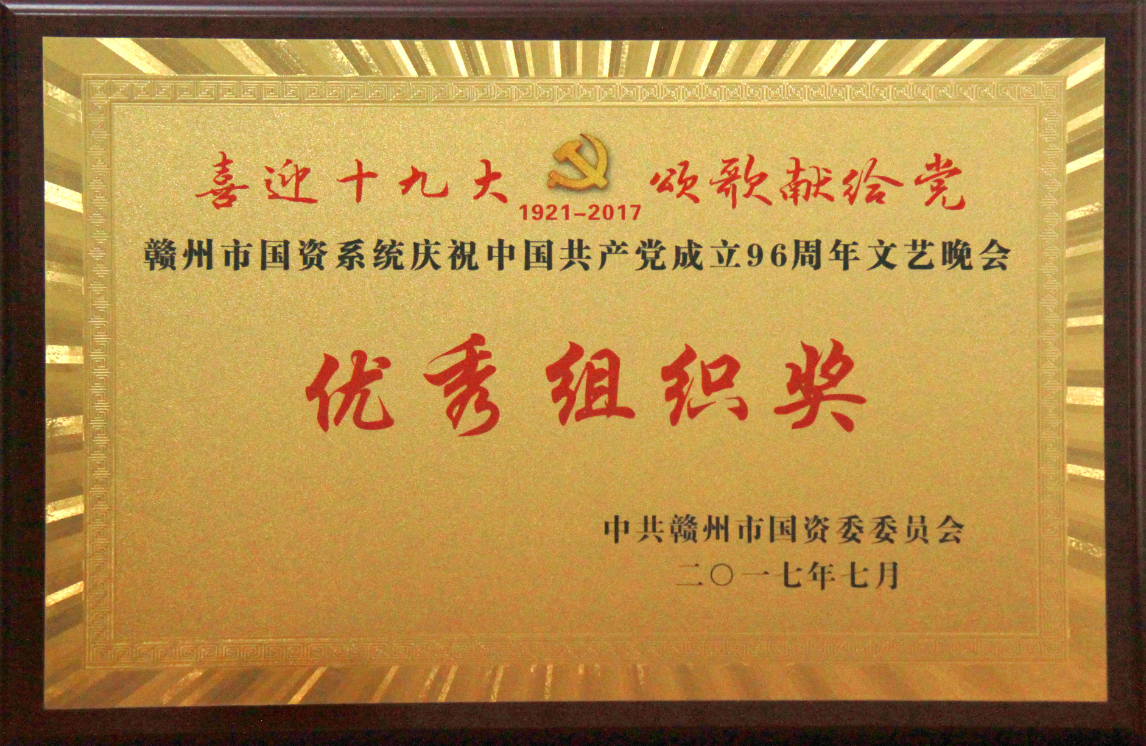 喜迎十九大 颂歌献给党
1921-2017
赣州市国资系统庆祝中国共产党成立96周年文艺晚会
优秀组织奖
中共赣州市国资委委员会
二〇一七年七月